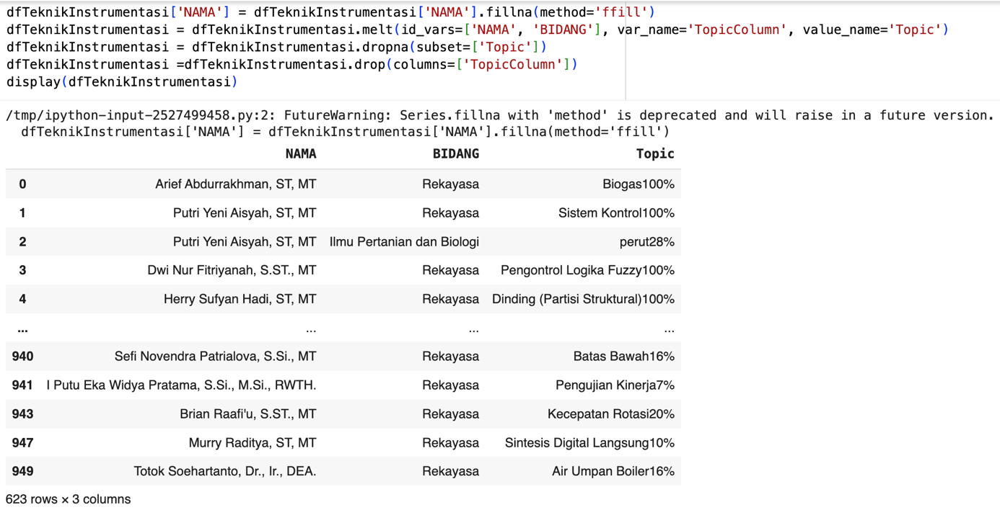 dfTeknikInstrumentasi['NAMA'] = dfTeknikInstrumentasi['NAMA'].fillna(method='ffill')
dfTeknikInstrumentasi = dfTeknikInstrumentasi.melt(id_vars=['NAMA', 'BIDANG'], var_name='TopicColumn', value_name='Topic')
dfTeknikInstrumentasi = dfTeknikInstrumentasi.dropna(subset=['Topic'])
dfTeknikInstrumentasi =dfTeknikInstrumentasi.drop(columns=['TopicColumn'])
display(dfTeknikInstrumentasi)
/tmp/ipython-input-2527499458.py:2: FutureWarning: Series.fillna with 'method' is deprecated and will raise in a future version.
dfTeknikInstrumentasi['NAMA'] = dfTeknikInstrumentasi['NAMA'].fillna(method='ffill')
NAMA BIDANG Topic
0 Arief Abdurrakhman, ST, MT Rekayasa Biogas100%
1 Putri Yeni Aisyah, ST, MT Rekayasa Sistem Kontrol100%
2 Putri Yeni Aisyah, ST, MT Ilmu Pertanian dan Biologi perut28%
3 Dwi Nur Fitriyanah, S.ST., MT Rekayasa Pengontrol Logika Fuzzy100%
4 Herry Sufyan Hadi, ST, MT Rekayasa Dinding (Partisi Struktural)100%
... ... ... ...
940 Sefi Novendra Patrialova, S.Si., MT Rekayasa Batas Bawah16%
941 I Putu Eka Widya Pratama, S.Si., M.Si., RWTH. Rekayasa Pengujian Kinerja7%
943 Brian Raafi'u, S.ST., MT Rekayasa Kecepatan Rotasi20%
947 Murry Raditya, ST, MT Rekayasa Sintesis Digital Langsung10%
949 Totok Soehartanto, Dr., Ir., DEA. Rekayasa Air Umpan Boiler16%
623 rows × 3 columns